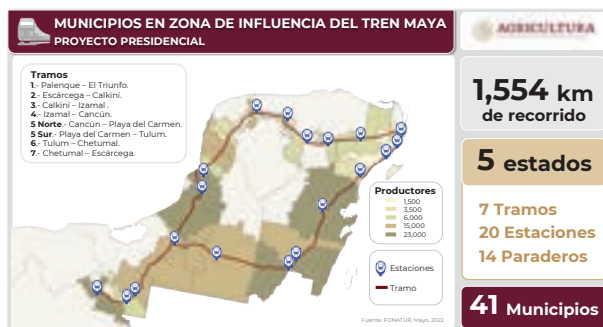 MUNICIPIOS EN ZONA DE INFLUENCIA DEL TREN MAYA
PROYECTO PRESIDENCIAL
Tramos
1.- Palenque – El Triunfo.
2.- Escárcega – Calkiní.
3.- Calkiní – Izamal .
4.- Izamal – Cancún.
5 Norte.- Cancún – Playa del Carmen.
5 Sur.- Playa del Carmen – Tulum.
6.- Tulum – Chetumal.
7.- Chetumal – Escárcega.
Productores
1,500
3,500
6,000
15,000
23,000
Estaciones
Tramo
Fuente: FONATUR. Mayo, 2022.
AGRICULTURA
1,554 km
de recorrido
5 estados
7 Tramos
20 Estaciones
14 Paraderos
41 Municipios